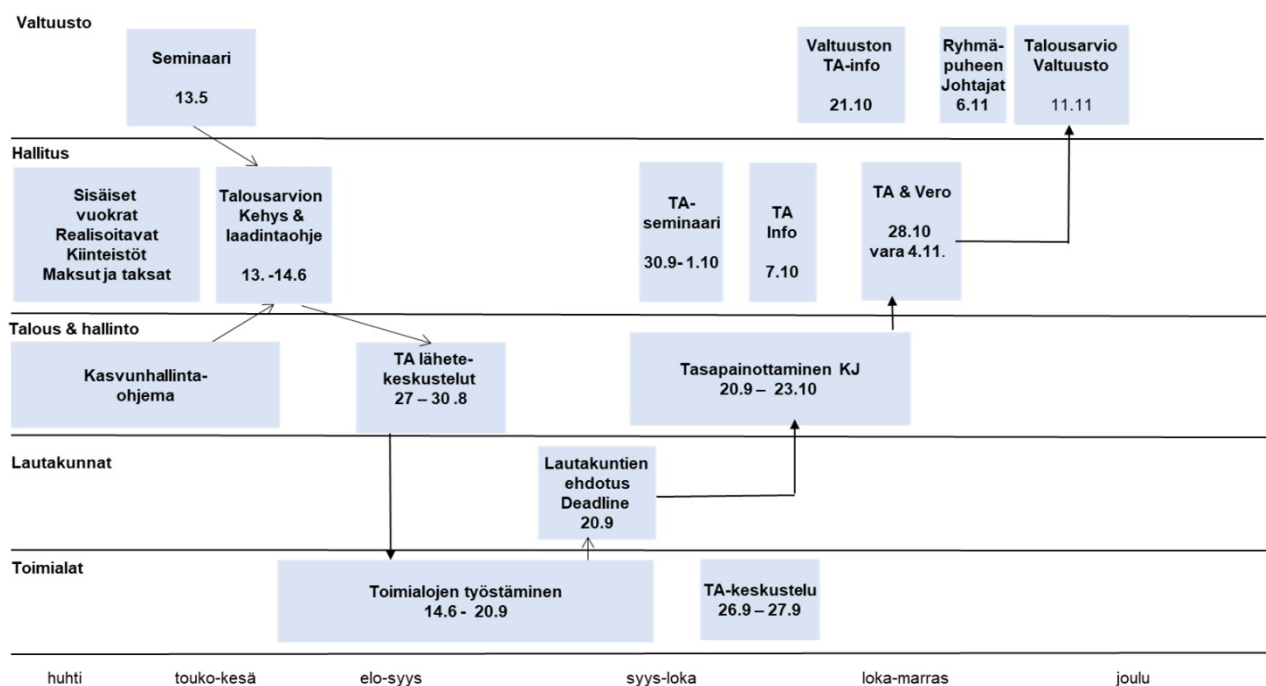 Valtuusto
Seminaari
13.5
Valtuuston
TA-info
21.10
Ryhmä-
puheen
Johtajat
6.11
Talousarvio
Valtuusto
11.11
Hallitus
Sisäiset
vuokrat
Realisoitavat
Kiinteistöt
Maksut ja taksat
Talousarvion
Kehys &
laadintaohje
13. -14.6
TA-
seminaari
30.9- 1.10
TA
Info
7.10
TA & Vero
28.10
vara 4.11.
Talous & hallinto
Kasvunhallinta-
ohjema
TA lähete-
keskustelut
27 – 30 .8
Tasapainottaminen KJ
20.9 – 23.10
Lautakunnat
Lautakuntien
ehdotus
Deadline
20.9
Toimialat
Toimialojen työstäminen
14.6 - 20.9
TA-keskustelu
26.9 – 27.9
huhti touko-kesä elo-syys syys-loka loka-marras joulu